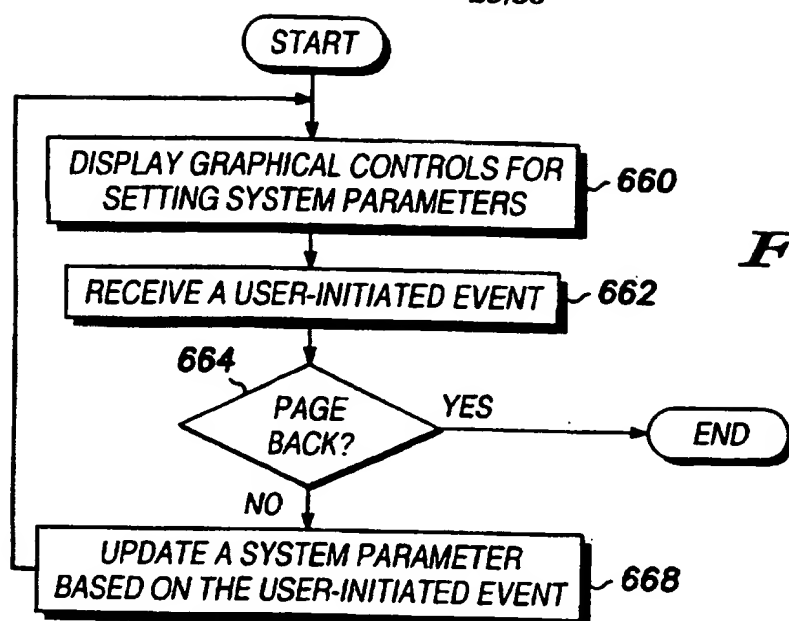 START
DISPLAY GRAPHICAL CONTROLS FOR
SETTING SYSTEM PARAMETERS
660
F
RECEIVE A USER-INITIATED EVENT
662
664
PAGE
BACK?
YES
END
NO
UPDATE A SYSTEM PARAMETER
BASED ON THE USER-INITIATED EVENT
668